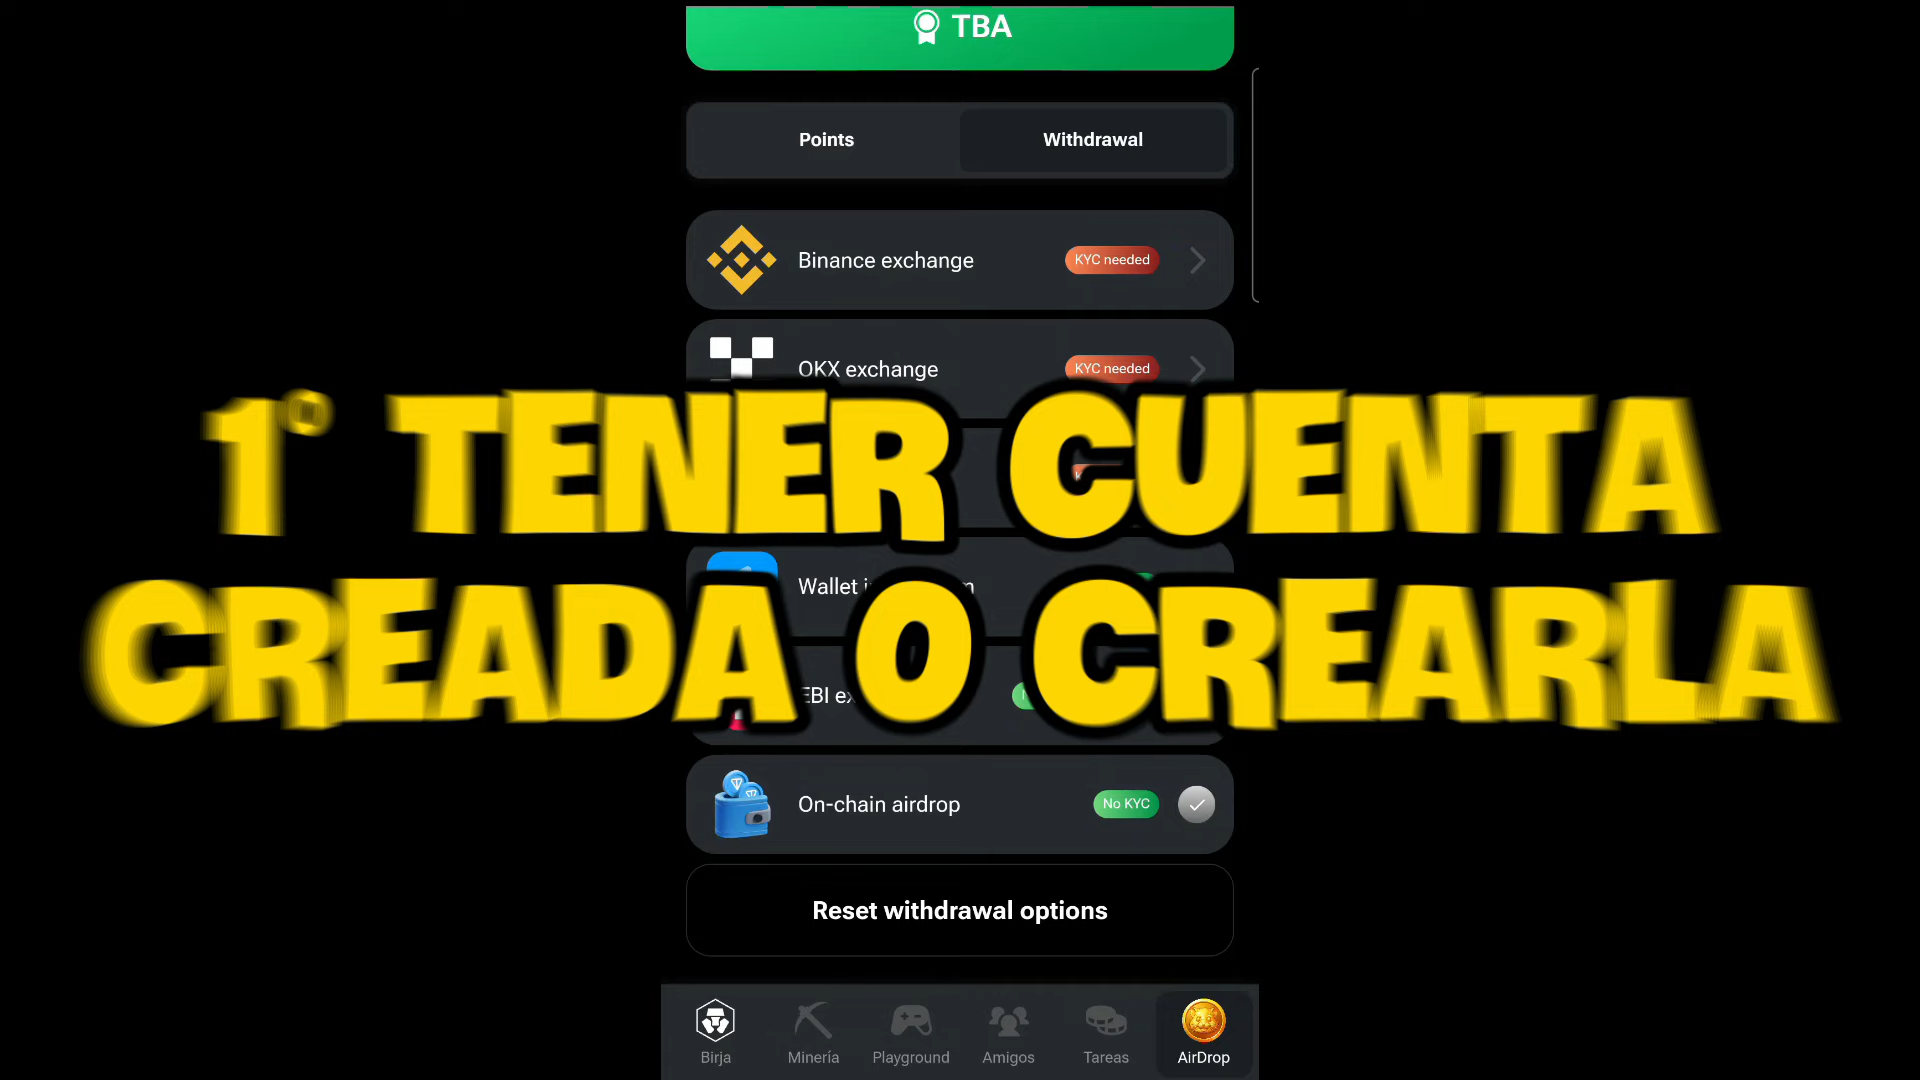 TBA
Points Withdrawal
Binance exchange KYC needed
OKX exchange KYC needed
1° TENER CUENTA
Wallet
CREADA O CREARLA
On-chain airdrop No KYC
Reset withdrawal options
Birja Minería Playground Amigos Tareas AirDrop